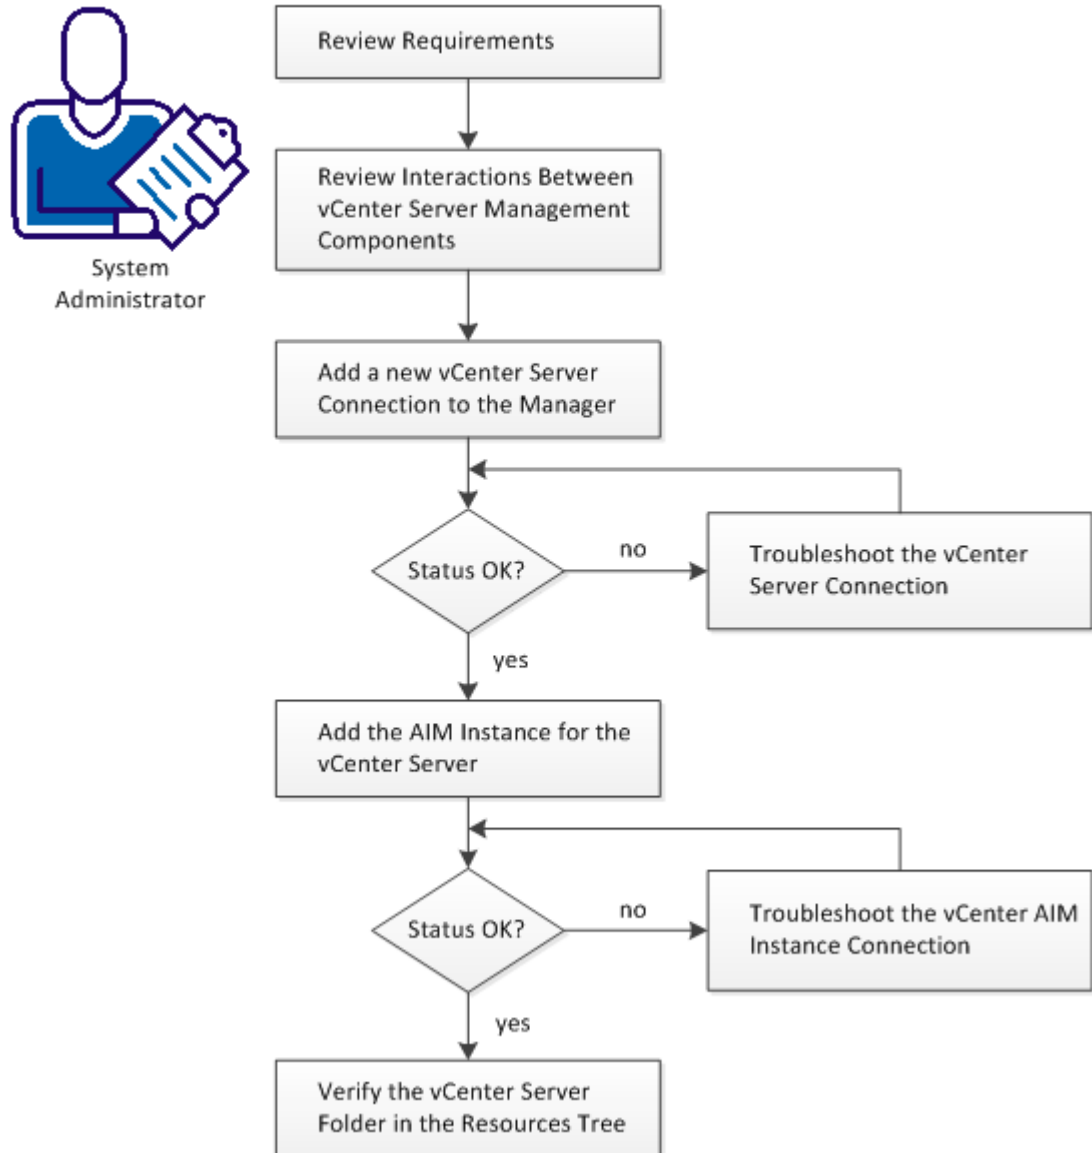 Review Requirements
Review Interactions Between
vCenter Server Management
Components
System
Administrator
Add a new vCenter Server
Connection to the Manager
Status OK?
no
Troubleshoot the vCenter
Server Connection
yes
Add the AIM Instance for the
vCenter Server
Status OK?
no
Troubleshoot the vCenter AIM
Instance Connection
yes
Verify the vCenter Server
Folder in the Resources Tree